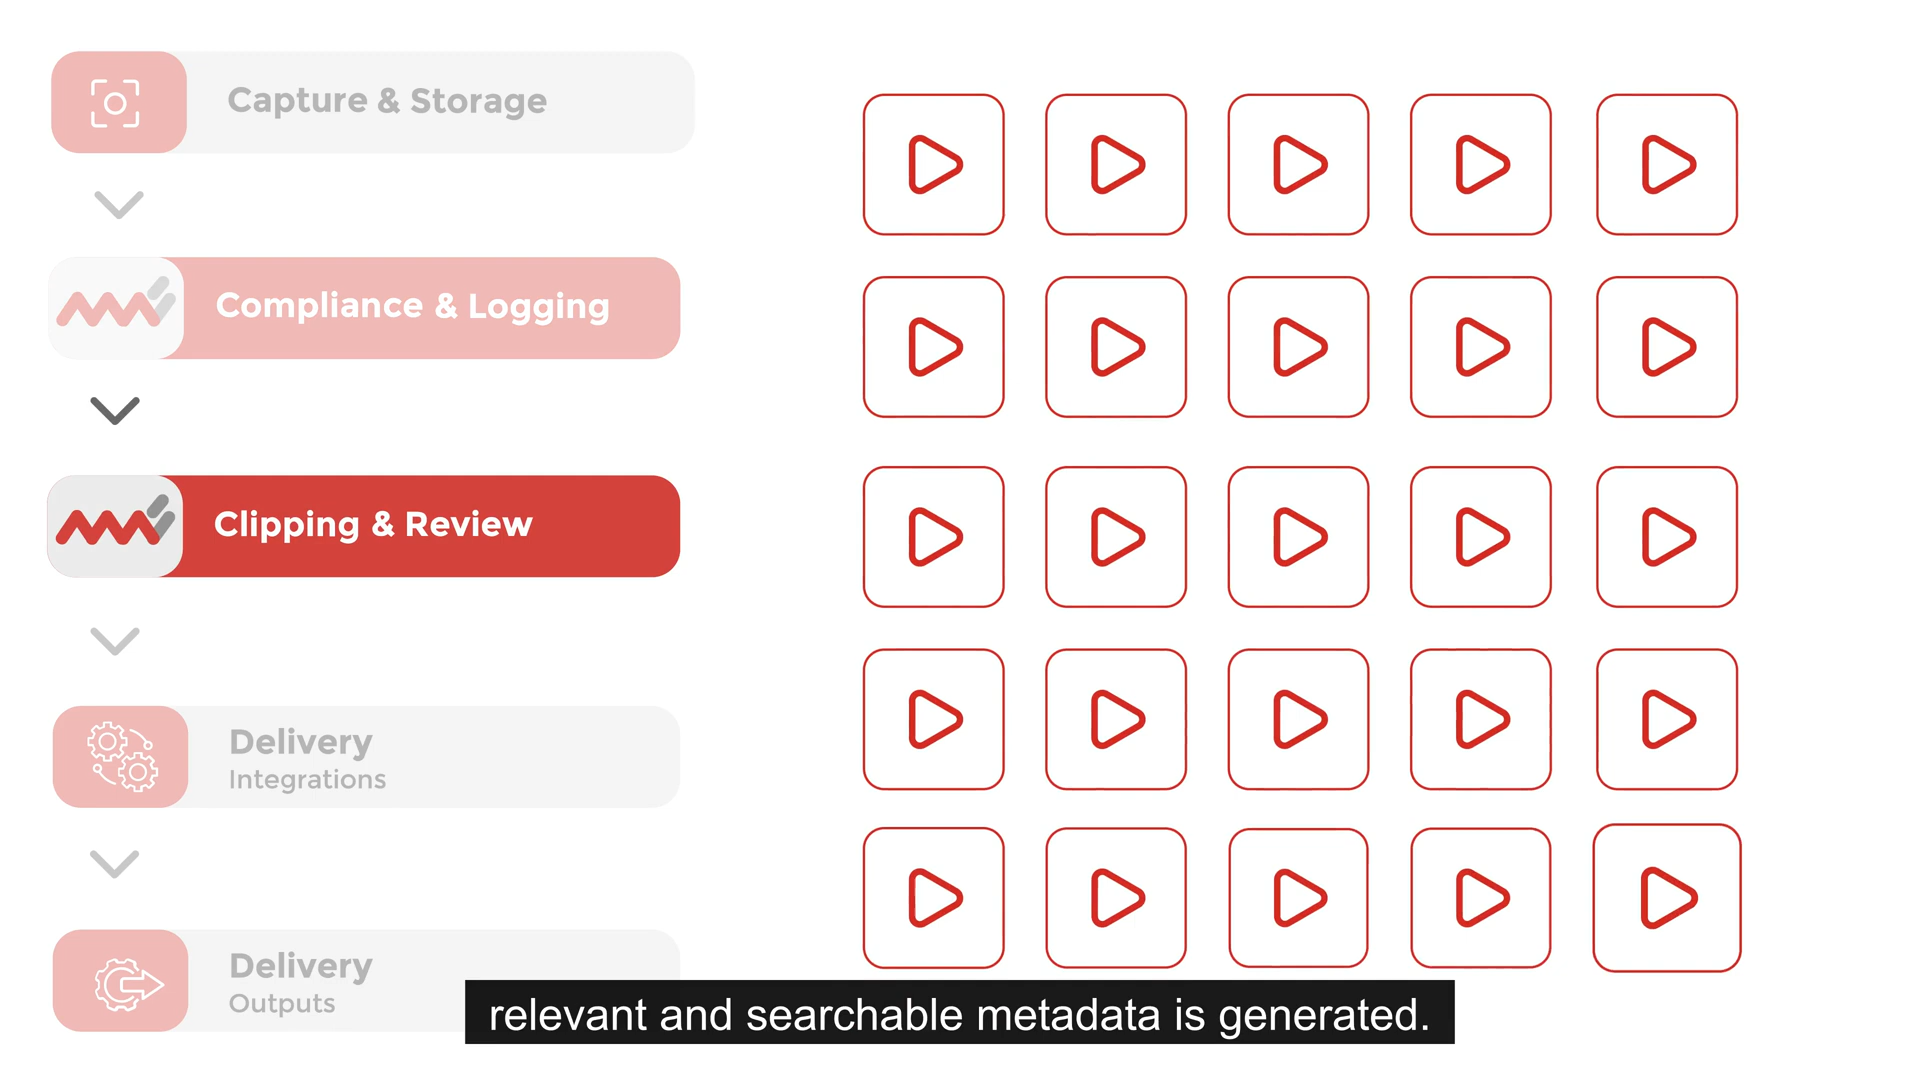 Capture & Storage
Compliance & Logging
Clipping & Review
Delivery
Integrations
Delivery
Outputs
relevant and searchable metadata is generated.